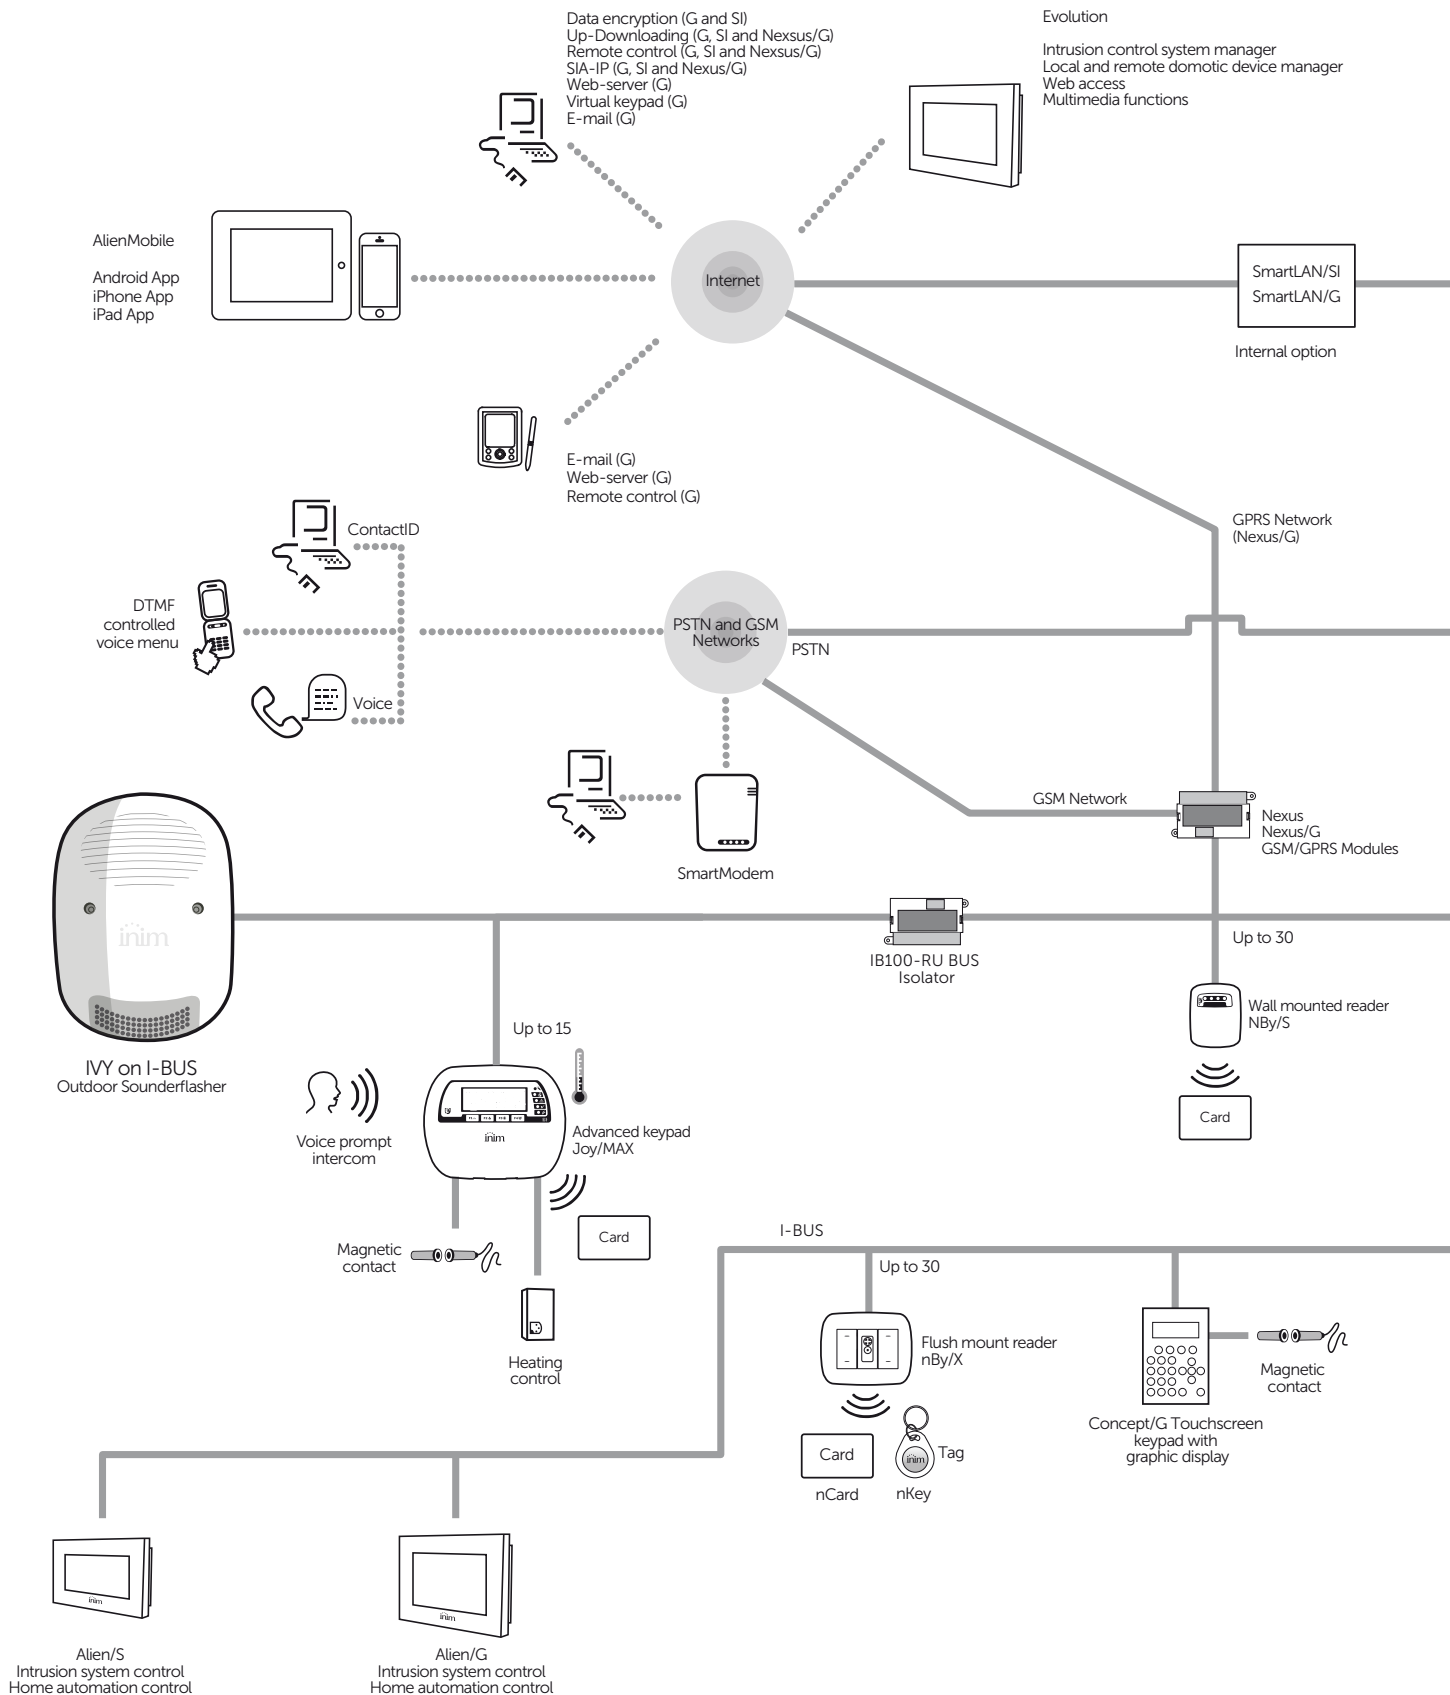 Data encryption (G and SI)
Up-Downloading (G, SI and Nexsus/G)
Remote control (G, SI and Nexsus/G)
SIA-IP (G, SI and Nexus/G)
Web-server (G)
Virtual keypad (G)
E-mail (G)
Evolution
Intrusion control system manager
Local and remote domotic device manager
Web access
Multimedia functions
AlienMobile
Android App
iPhone App
iPad App
Internet
SmartLAN/SI
SmartLAN/G
Internal option
E-mail (G)
Web-server (G)
Remote control (G)
ContactID
GPRS Network
(Nexus/G)
DTMF
controlled
voice menu
PSTN and GSM
Networks
PSTN
Voice
GSM Network
Nexus
Nexus/G
GSM/GPRS Modules
SmartModem
inim
IB100-RU BUS
Isolator
Up to 30
Wall mounted reader
NBy/S
Card
IVY on I-BUS
Outdoor Sounderflasher
Up to 15
Voice prompt
intercom
inim
Advanced keypad
Joy/MAX
Card
Magnetic
contact
Heating
control
I-BUS
Up to 30
Flush mount reader
nBy/X
Magnetic
contact
Concept/G Touchscreen
keypad with
graphic display
Card
inim
Tag
nCard
nKey
inim
inim
Alien/S
Intrusion system control
Home automation control
Alien/G
Intrusion system control
Home automation control